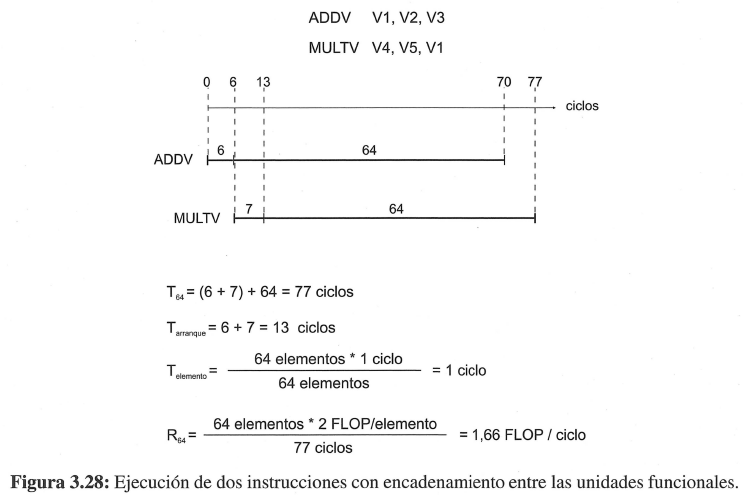 ADDV V1, V2, V3
MULTV V4, V5, V1
0 6 13 70 77
ciclos
6 64
ADDV
7 64
MULTV
T64 = (6 + 7) + 64 = 77 ciclos
Tarranque = 6 + 7 = 13 ciclos
Telemento = 64 elementos * 1 ciclo / 64 elementos = 1 ciclo
R64 = 64 elementos * 2 FLOP/elemento / 77 ciclos = 1,66 FLOP / ciclo
Figura 3.28: Ejecución de dos instrucciones con encadenamiento entre las unidades funcionales.